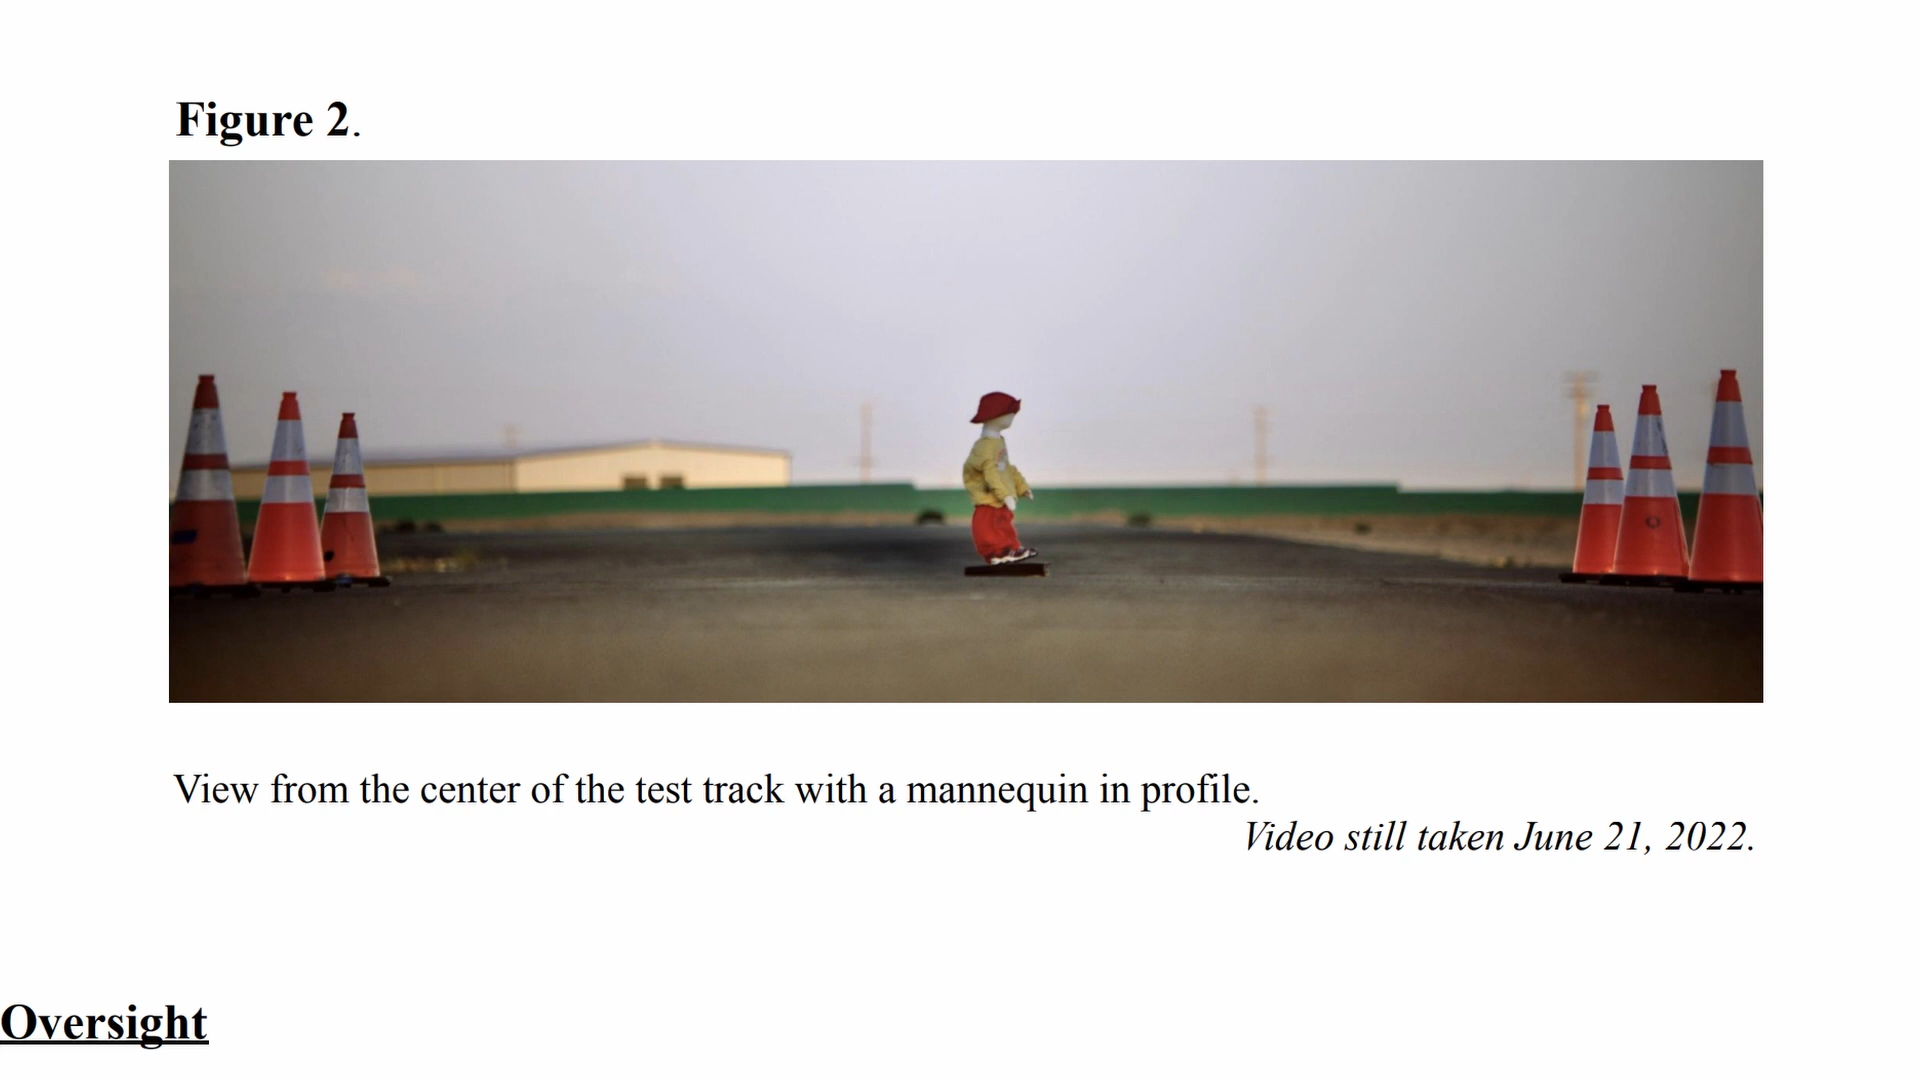 Figure 2.
View from the center of the test track with a mannequin in profile.
Video still taken June 21, 2022.
Oversight